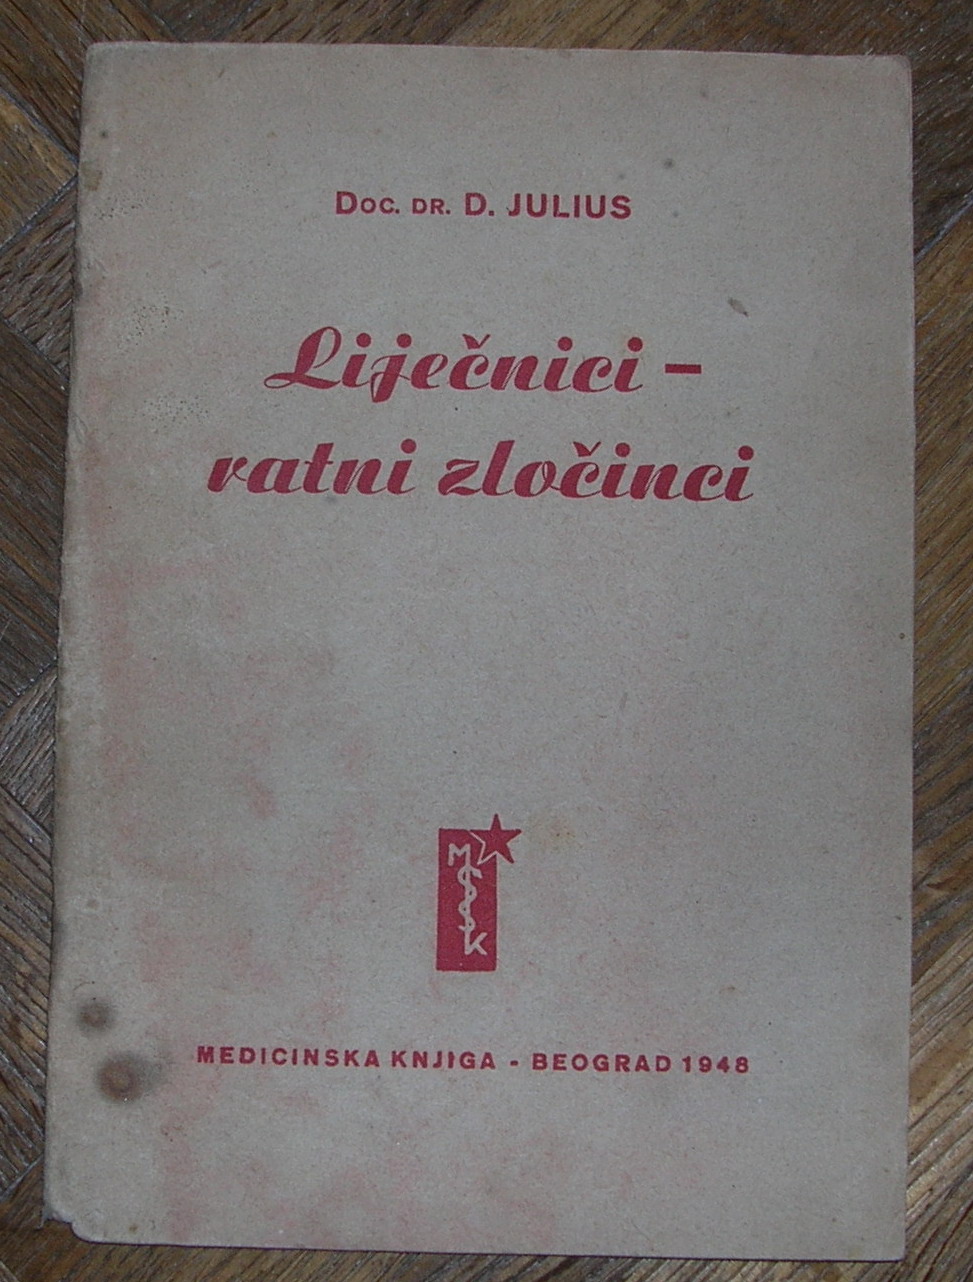 DOC. DR. D. JULIUS
Liječnici –
ratni zločinci
M
S
S
K
MEDICINSKA KNJIGA - BEOGRAD 1948